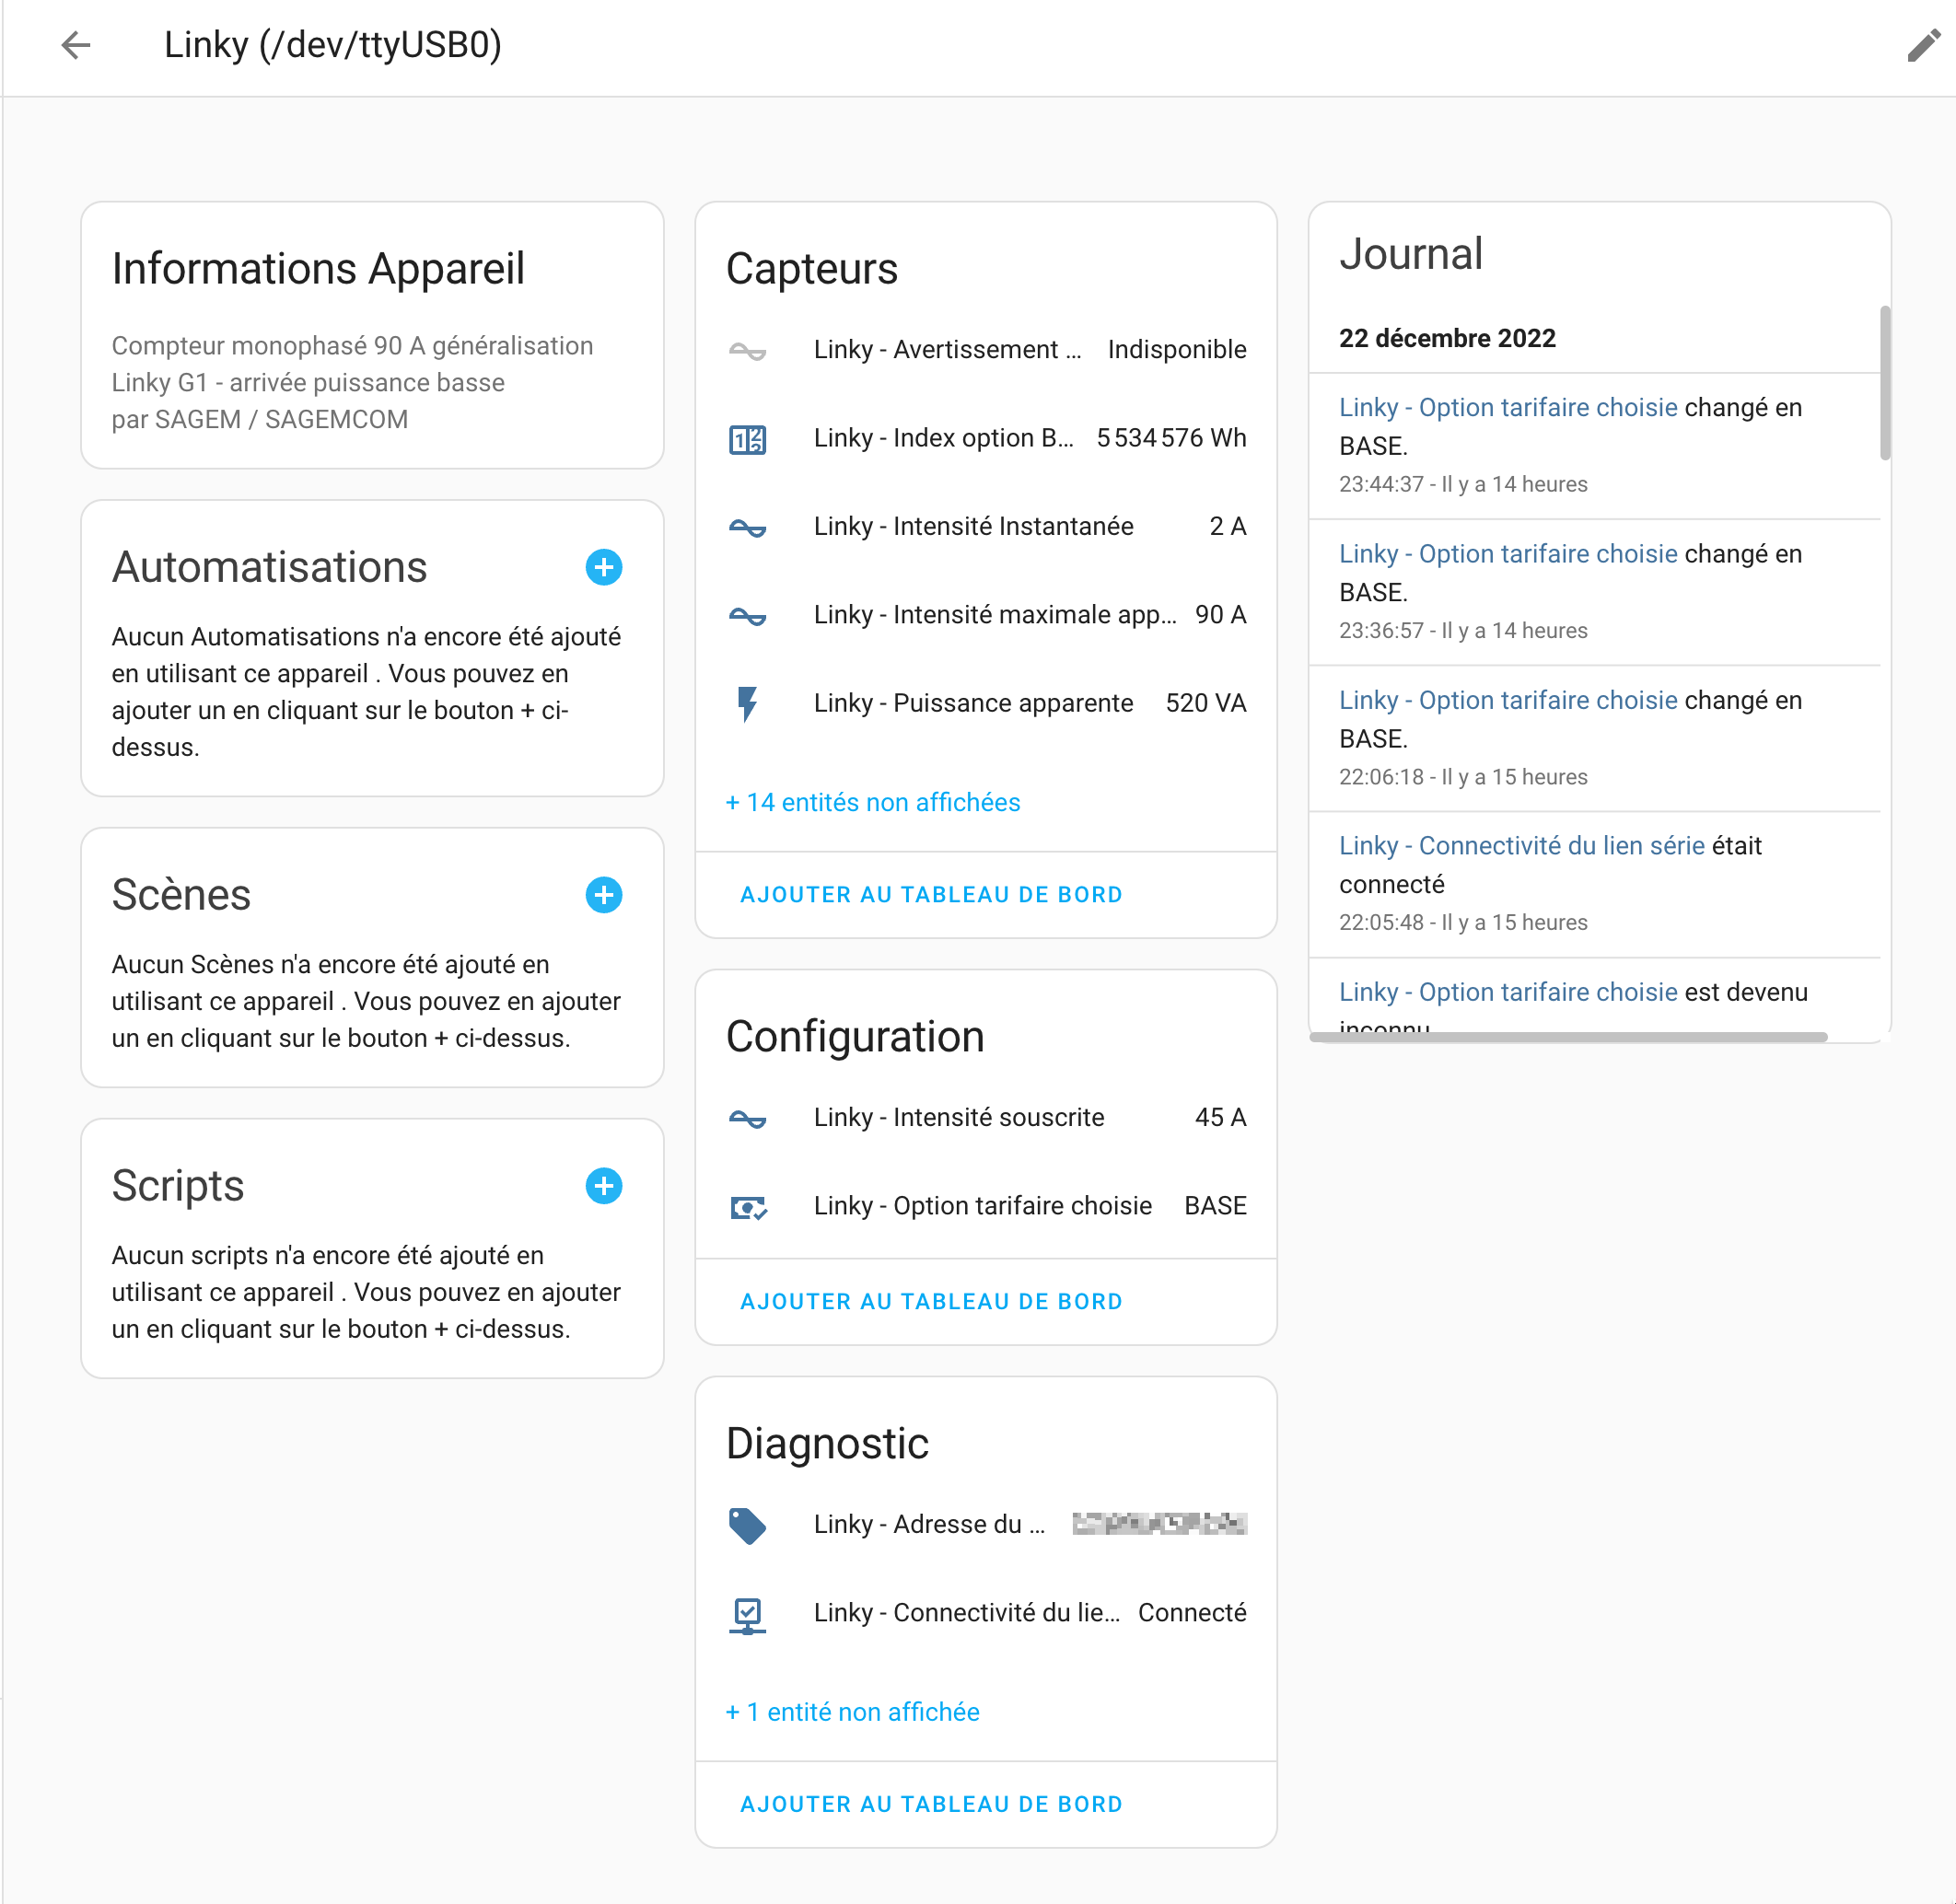 Linky (/dev/ttyUSB0)
Informations Appareil
Compteur monophasé 90 A généralisation
Linky G1 - arrivée puissance basse
par SAGEM / SAGEMCOM
Automatisations
Aucun Automatisations n'a encore été ajouté
en utilisant ce appareil . Vous pouvez en
ajouter un en cliquant sur le bouton + ci-
dessus.
Scènes
Aucun Scènes n'a encore été ajouté en
utilisant ce appareil . Vous pouvez en ajouter
un en cliquant sur le bouton + ci-dessus.
Scripts
Aucun scripts n'a encore été ajouté en
utilisant ce appareil . Vous pouvez en ajouter
un en cliquant sur le bouton + ci-dessus.
Capteurs
Linky - Avertissement ... Indisponible
Linky - Index option B... 5 534 576 Wh
Linky - Intensité Instantanée 2 A
Linky - Intensité maximale app... 90 A
Linky - Puissance apparente 520 VA
+ 14 entités non affichées
AJOUTER AU TABLEAU DE BORD
Configuration
Linky - Intensité souscrite 45 A
Linky - Option tarifaire choisie BASE
AJOUTER AU TABLEAU DE BORD
Diagnostic
Linky - Adresse du ...
Linky - Connectivité du lie... Connecté
+ 1 entité non affichée
AJOUTER AU TABLEAU DE BORD
Journal
22 décembre 2022
Linky - Option tarifaire choisie changé en
BASE.
23:44:37 - Il y a 14 heures
Linky - Option tarifaire choisie changé en
BASE.
23:36:57 - Il y a 14 heures
Linky - Option tarifaire choisie changé en
BASE.
22:06:18 - Il y a 15 heures
Linky - Connectivité du lien série était
connecté
22:05:48 - Il y a 15 heures
Linky - Option tarifaire choisie est devenu
inconnu